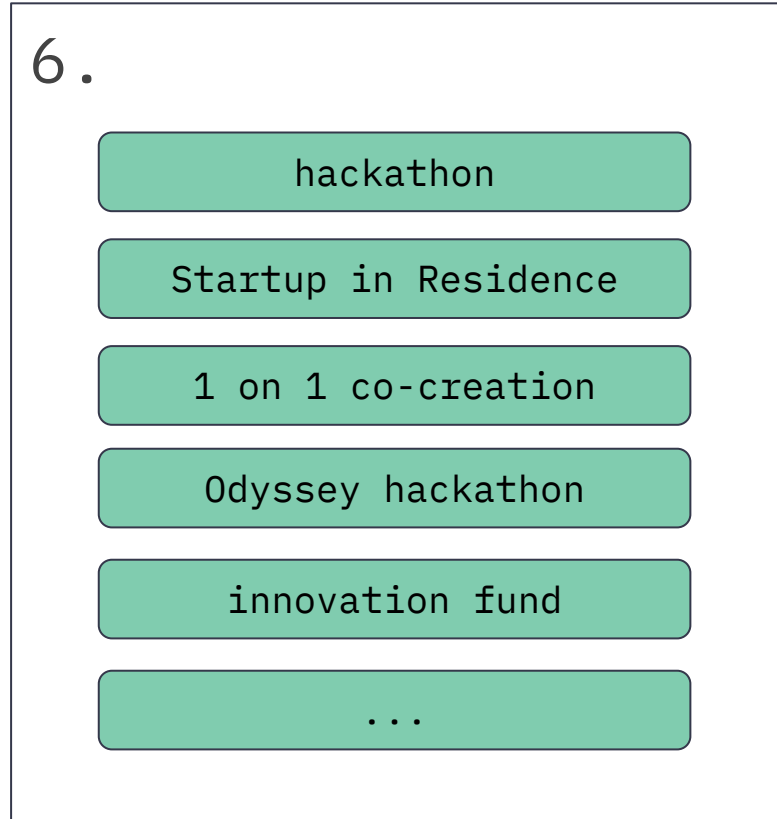 6.
hackathon
Startup in Residence
1 on 1 co-creation
Odyssey hackathon
innovation fund
...